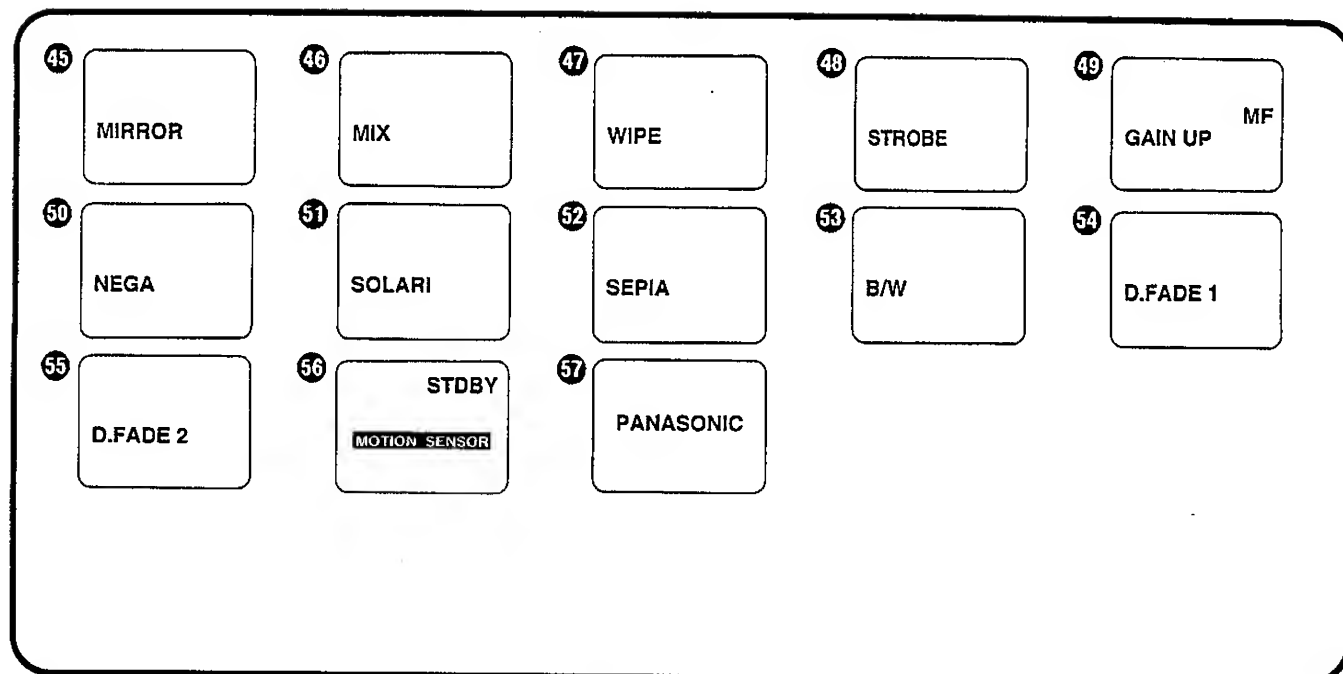 45 46 47 48 49
MIRROR MIX WIPE STROBE GAIN UP MF
50 51 52 53 54
NEGA SOLARI SEPIA B/W D.FADE 1
55 56 57
D.FADE 2 STDBY MOTION SENSOR PANASONIC